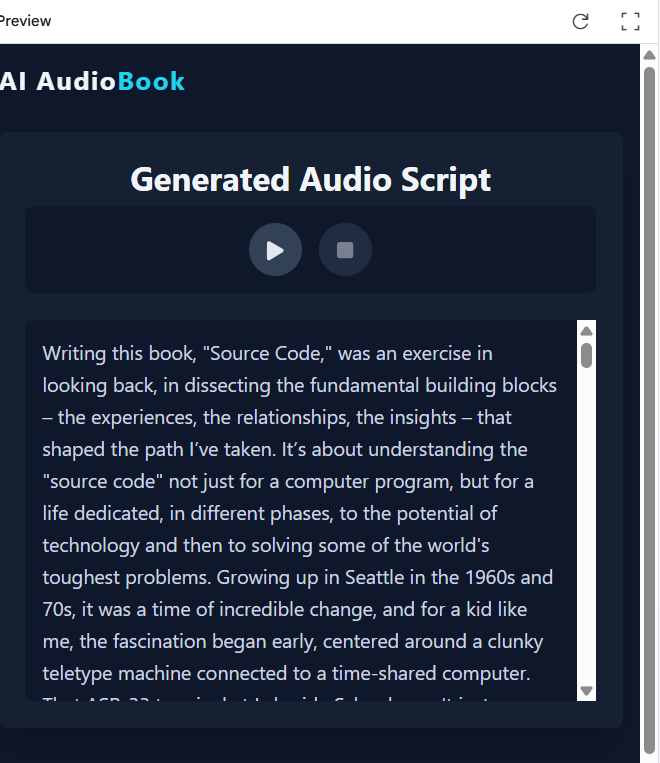 Preview
AI AudioBook
Generated Audio Script
Writing this book, "Source Code," was an exercise in
looking back, in dissecting the fundamental building blocks
– the experiences, the relationships, the insights – that
shaped the path I’ve taken. It’s about understanding the
"source code" not just for a computer program, but for a
life dedicated, in different phases, to the potential of
technology and then to solving some of the world's
toughest problems. Growing up in Seattle in the 1960s and
70s, it was a time of incredible change, and for a kid like
me, the fascination began early, centered around a clunky
teletype machine connected to a time-shared computer.